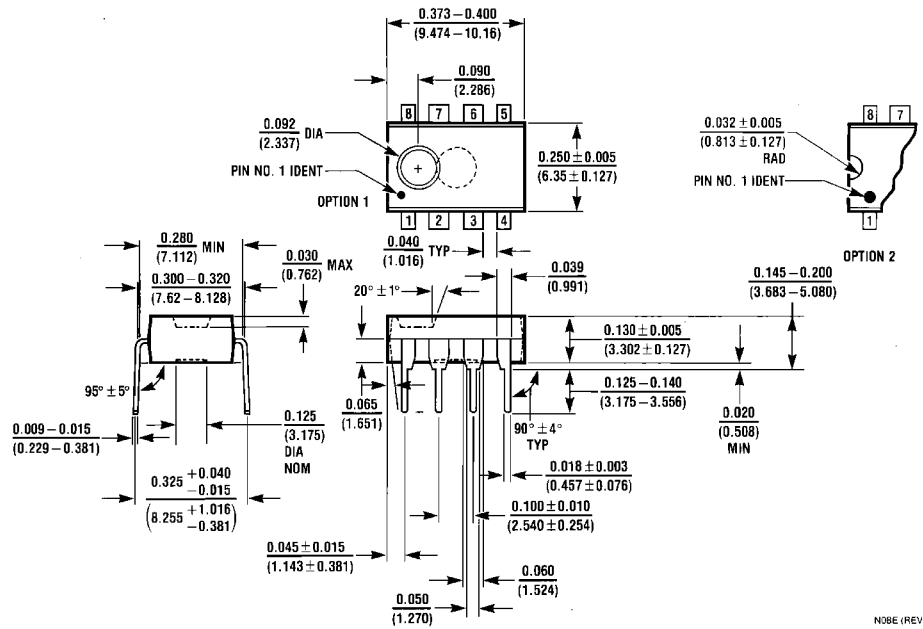 0.373 – 0.400
(9.474 – 10.16)
0.090
(2.286)
8 7 6 5
0.092 DIA
(2.337)
PIN NO. 1 IDENT
OPTION 1
0.250 ± 0.005
(6.35 ± 0.127)
1 2 3 4
8 7
0.032 ± 0.005
(0.813 ± 0.127)
RAD
PIN NO. 1 IDENT
1
OPTION 2
0.280 MIN
(7.112)
0.300 – 0.320
(7.62 – 8.128)
0.030 MAX
(0.762)
0.040 TYP
(1.016)
0.039
(0.991)
20° ± 1°
0.145 – 0.200
(3.683 – 5.080)
0.130 ± 0.005
(3.302 ± 0.127)
0.125 – 0.140
(3.175 – 3.556)
0.020
(0.508)
MIN
95° ± 5°
0.009 – 0.015
(0.229 – 0.381)
0.125
(3.175)
DIA
NOM
0.065
(1.651)
90° ± 4°
TYP
0.018 ± 0.003
(0.457 ± 0.076)
0.325 +0.040
−0.015
(8.255 +1.016
−0.381)
0.100 ± 0.010
(2.540 ± 0.254)
0.045 ± 0.015
(1.143 ± 0.381)
0.060
(1.524)
0.050
(1.270)
N08E (REV